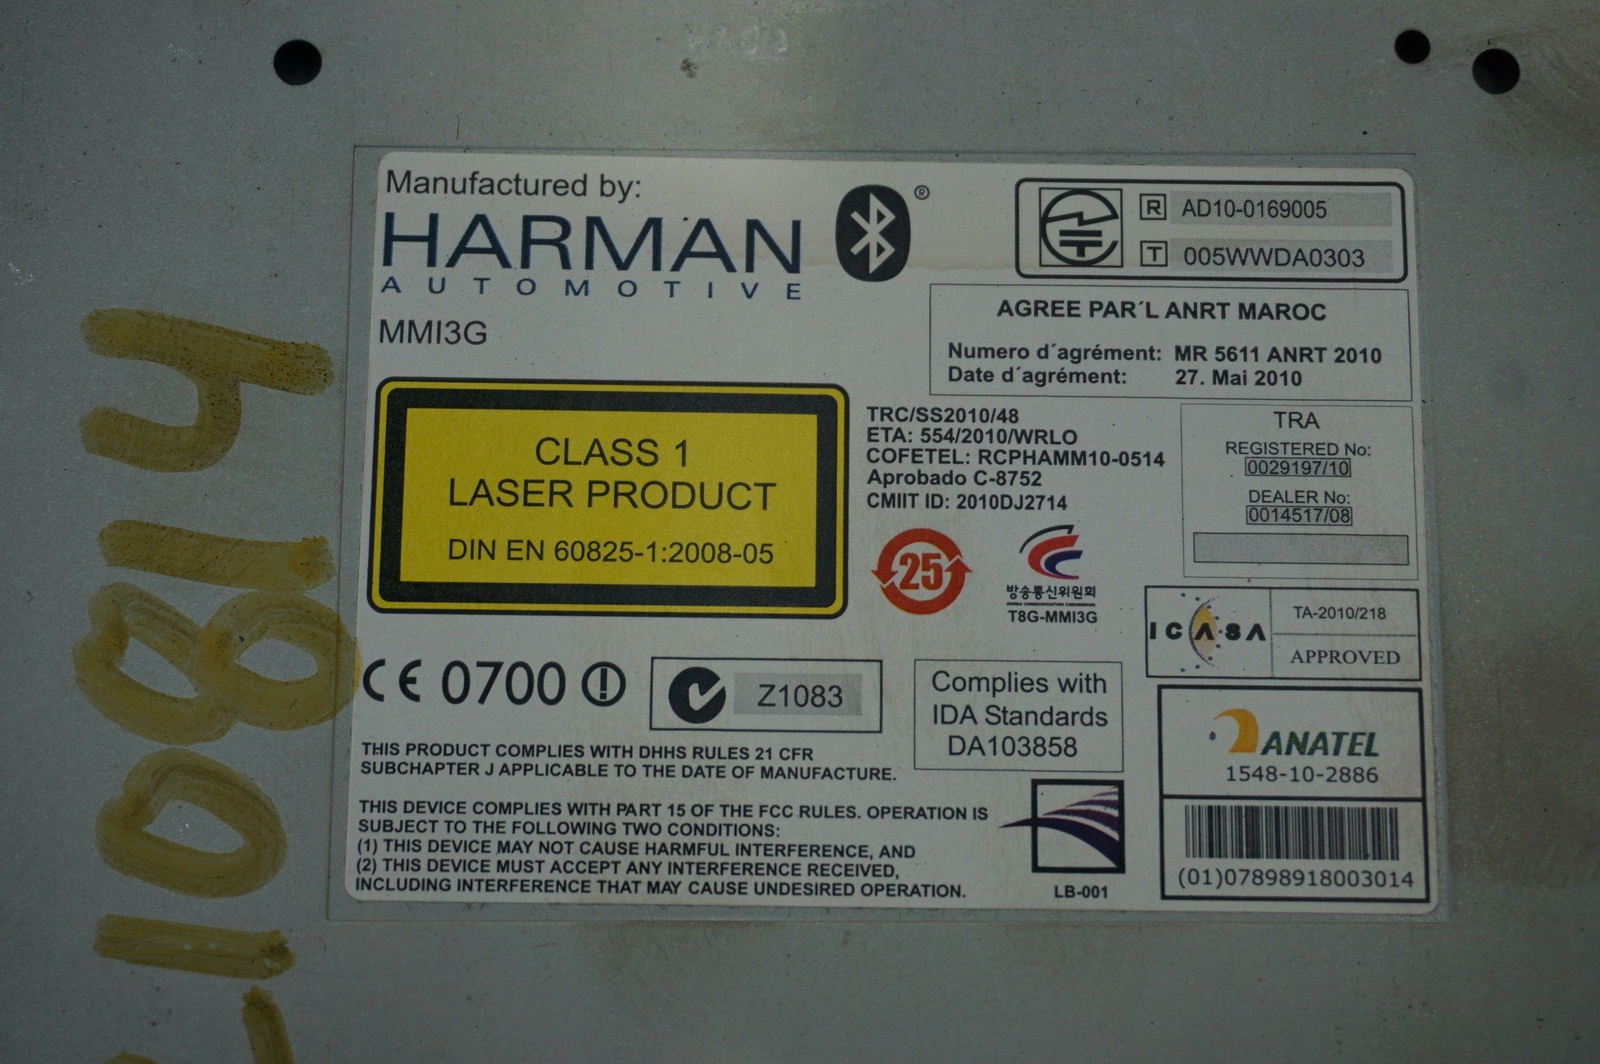 Manufactured by:
HARMAN
AUTOMOTIVE
®
MMI3G
R AD10-0169005
T 005WWDA0303
AGREE PAR´L ANRT MAROC
Numero d´agrément: MR 5611 ANRT 2010
Date d´agrément: 27. Mai 2010
CLASS 1
LASER PRODUCT
DIN EN 60825-1:2008-05
TRC/SS2010/48
ETA: 554/2010/WRLO
COFETEL: RCPHAMM10-0514
Aprobado C-8752
CMIIT ID: 2010DJ2714
TRA
REGISTERED No:
0029197/10
DEALER No:
0014517/08
25
방송통신위원회
T8G-MMI3G
ICASA
TA-2010/218
APPROVED
CE 0700
Z1083
Complies with
IDA Standards
DA103858
ANATEL
1548-10-2886
(01)07898918003014
THIS PRODUCT COMPLIES WITH DHHS RULES 21 CFR
SUBCHAPTER J APPLICABLE TO THE DATE OF MANUFACTURE.
THIS DEVICE COMPLIES WITH PART 15 OF THE FCC RULES. OPERATION IS
SUBJECT TO THE FOLLOWING TWO CONDITIONS:
(1) THIS DEVICE MAY NOT CAUSE HARMFUL INTERFERENCE, AND
(2) THIS DEVICE MUST ACCEPT ANY INTERFERENCE RECEIVED,
INCLUDING INTERFERENCE THAT MAY CAUSE UNDESIRED OPERATION.
LB-001
10814